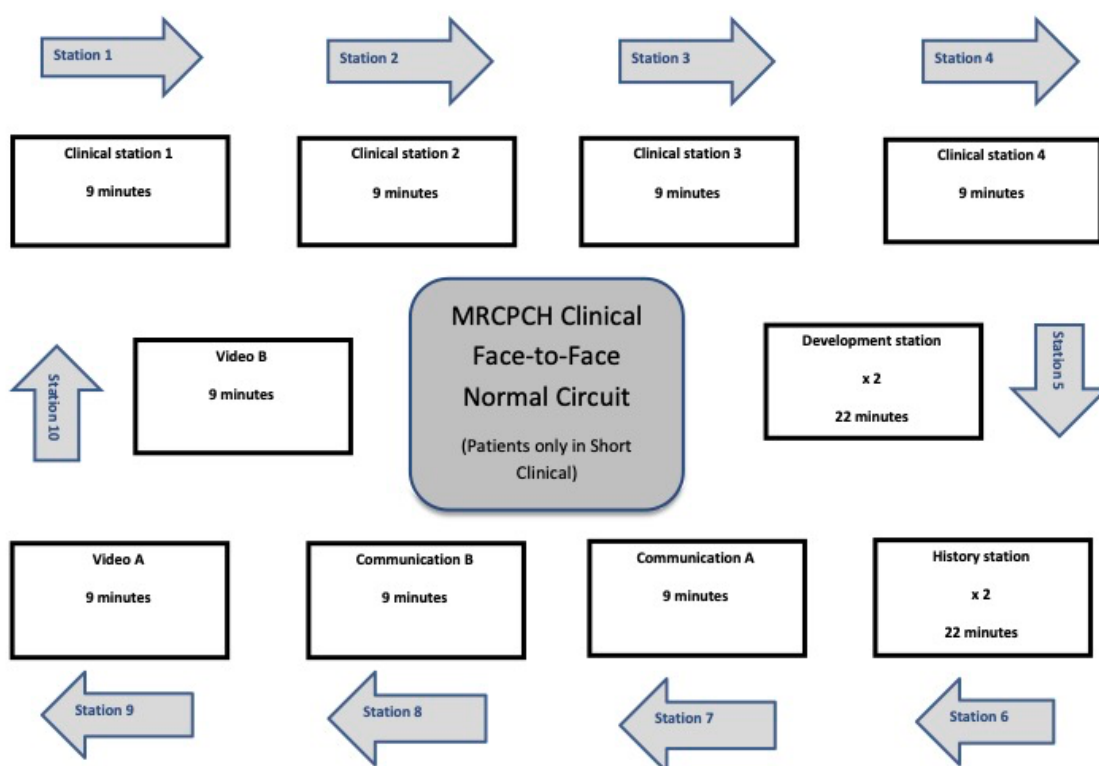 Station 1
Station 2
Station 3
Station 4
Clinical station 1
9 minutes
Clinical station 2
9 minutes
Clinical station 3
9 minutes
Clinical station 4
9 minutes
Video B
9 minutes
Station 10
MRCPCH Clinical
Face-to-Face
Normal Circuit
(Patients only in Short
Clinical)
Development station
x 2
22 minutes
Station 5
Video A
9 minutes
Communication B
9 minutes
Communication A
9 minutes
History station
x 2
22 minutes
Station 9
Station 8
Station 7
Station 6